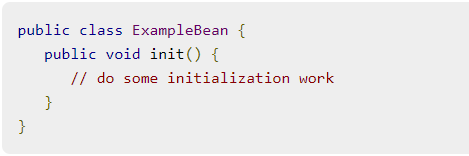 public class ExampleBean {
   public void init() {
      // do some initialization work
   }
}